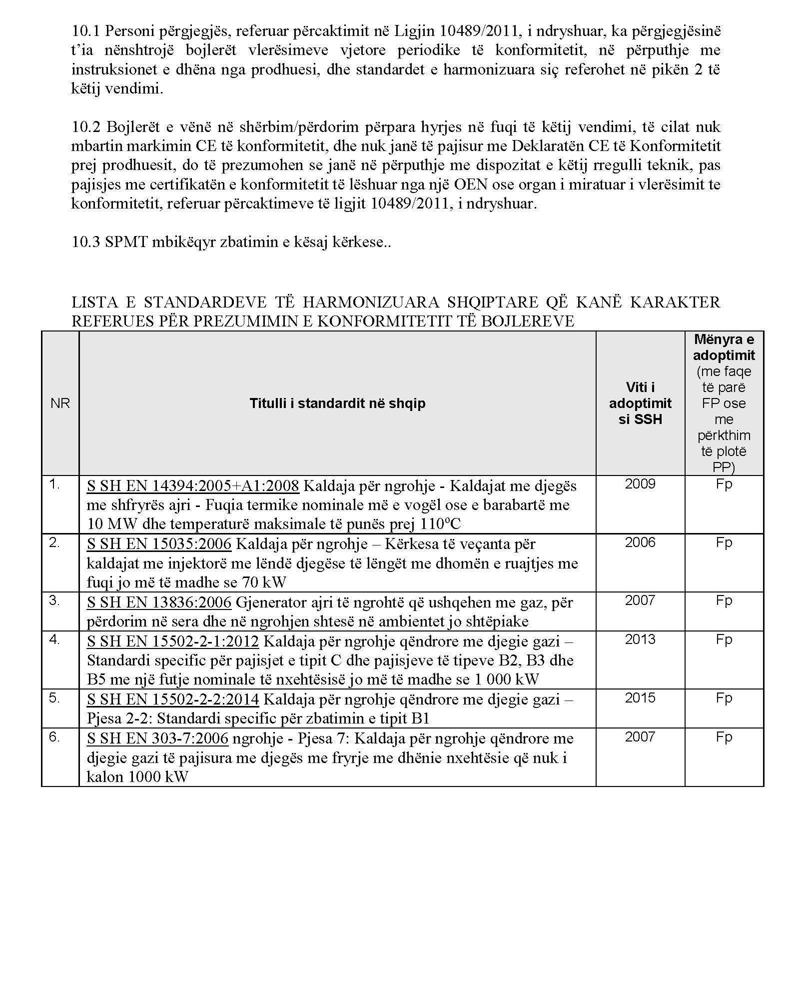 10.1 Personi përgjegjës, referuar përcaktimit në Ligjin 10489/2011, i ndryshuar, ka përgjegjësinë
t’ia nënshtrojë bojlerët vlerësimeve vjetore periodike të konformitetit, në përputhje me
instruksionet e dhëna nga prodhuesi, dhe standardet e harmonizuara siç referohet në pikën 2 të
këtij vendimi.
10.2 Bojlerët e vënë në shërbim/përdorim përpara hyrjes në fuqi të këtij vendimi, të cilat nuk
mbartin markimin CE të konformitetit, dhe nuk janë të pajisur me Deklaratën CE të Konformitetit
prej prodhuesit, do të prezumohen se janë në përputhje me dispozitat e këtij rregulli teknik, pas
pajisjes me certifikatën e konformitetit të lëshuar nga një OEN ose organ i miratuar i vlerësimit te
konformitetit, referuar përcaktimeve të ligjit 10489/2011, i ndryshuar.
10.3 SPMT mbikëqyr zbatimin e kësaj kërkese..
LISTA E STANDARDEVE TË HARMONIZUARA SHQIPTARE QË KANË KARAKTER
REFERUES PËR PREZUMIMIN E KONFORMITETIT TË BOJLEREVE
NR
Titulli i standardit në shqip
Viti i
adoptimit
si SSH
Mënyra e
adoptimit
(me faqe
të parë
FP ose
me
përkthim
të plotë
PP)
1.
S SH EN 14394:2005+A1:2008 Kaldaja për ngrohje - Kaldajat me djegës
me shfryrës ajri - Fuqia termike nominale më e vogël ose e barabartë me
10 MW dhe temperaturë maksimale të punës prej 110ºC
2009
Fp
2.
S SH EN 15035:2006 Kaldaja për ngrohje – Kërkesa të veçanta për
kaldajat me injektorë me lëndë djegëse të lëngët me dhomën e ruajtjes me
fuqi jo më të madhe se 70 kW
2006
Fp
3.
S SH EN 13836:2006 Gjenerator ajri të ngrohtë që ushqehen me gaz, për
përdorim në sera dhe në ngrohjen shtesë në ambientet jo shtëpiake
2007
Fp
4.
S SH EN 15502-2-1:2012 Kaldaja për ngrohje qëndrore me djegie gazi –
Standardi specific për pajisjet e tipit C dhe pajisjeve të tipeve B2, B3 dhe
B5 me një futje nominale të nxehtësisë jo më të madhe se 1 000 kW
2013
Fp
5.
S SH EN 15502-2-2:2014 Kaldaja për ngrohje qëndrore me djegie gazi –
Pjesa 2-2: Standardi specific për zbatimin e tipit B1
2015
Fp
6.
S SH EN 303-7:2006 ngrohje - Pjesa 7: Kaldaja për ngrohje qëndrore me
djegie gazi të pajisura me djegës me fryrje me dhënie nxehtësie që nuk i
kalon 1000 kW
2007
Fp